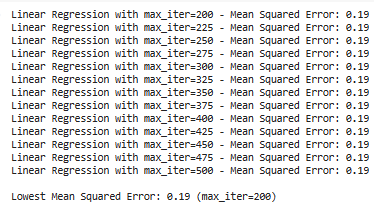 Linear Regression with max_iter=200 - Mean Squared Error: 0.19
Linear Regression with max_iter=225 - Mean Squared Error: 0.19
Linear Regression with max_iter=250 - Mean Squared Error: 0.19
Linear Regression with max_iter=275 - Mean Squared Error: 0.19
Linear Regression with max_iter=300 - Mean Squared Error: 0.19
Linear Regression with max_iter=325 - Mean Squared Error: 0.19
Linear Regression with max_iter=350 - Mean Squared Error: 0.19
Linear Regression with max_iter=375 - Mean Squared Error: 0.19
Linear Regression with max_iter=400 - Mean Squared Error: 0.19
Linear Regression with max_iter=425 - Mean Squared Error: 0.19
Linear Regression with max_iter=450 - Mean Squared Error: 0.19
Linear Regression with max_iter=475 - Mean Squared Error: 0.19
Linear Regression with max_iter=500 - Mean Squared Error: 0.19
Lowest Mean Squared Error: 0.19 (max_iter=200)